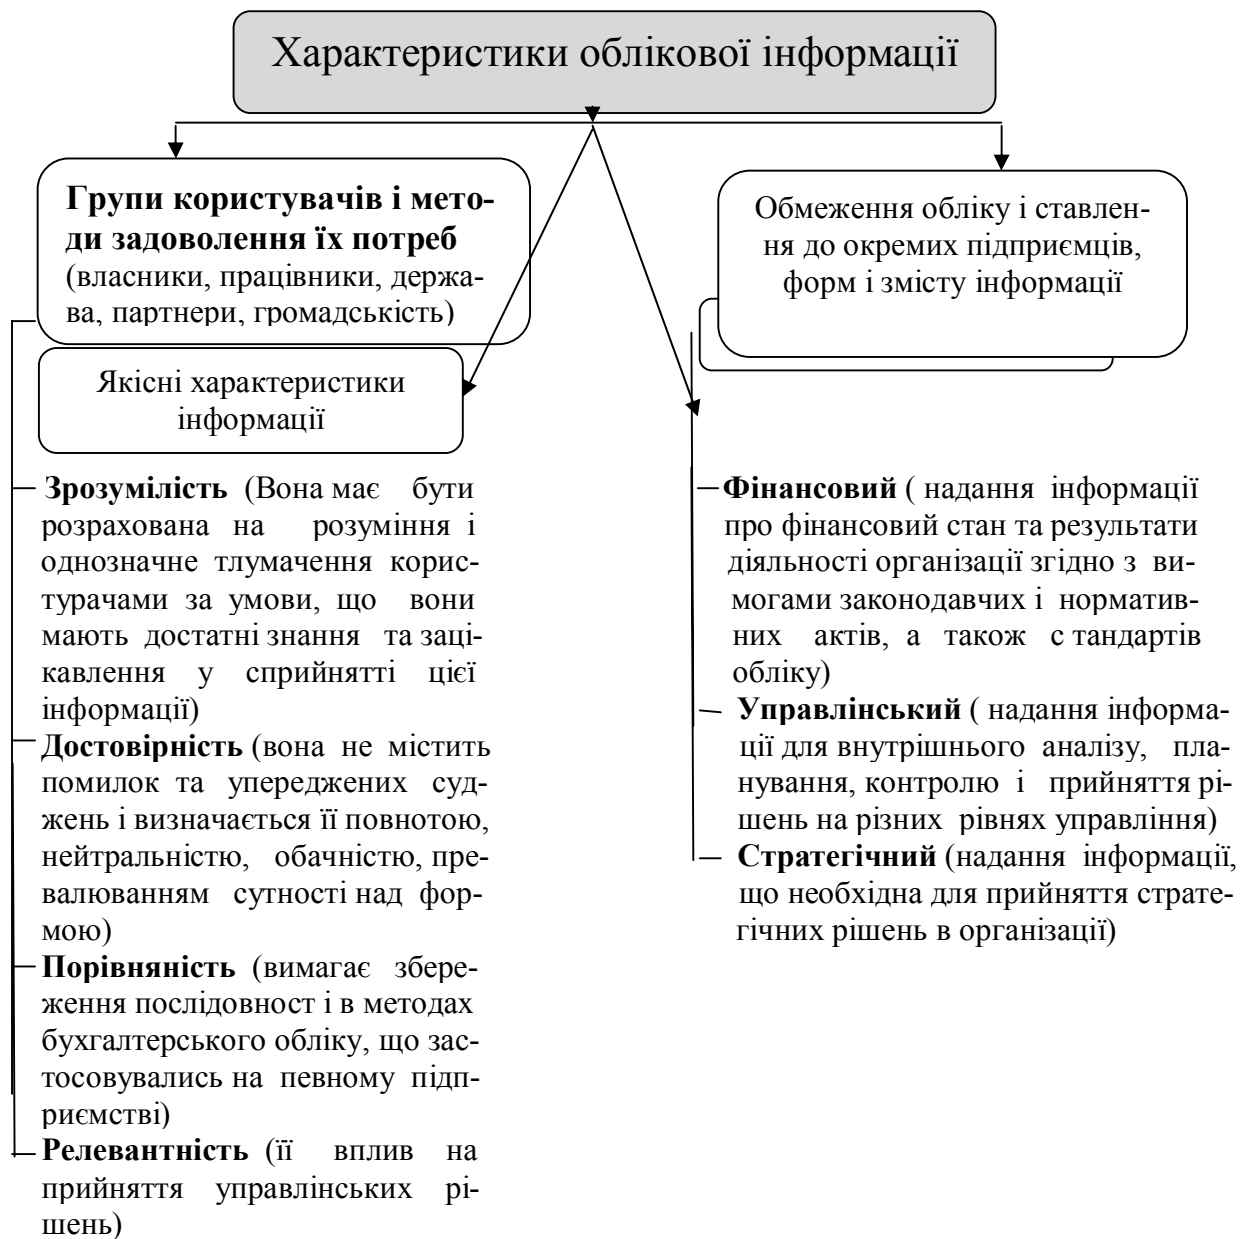 Характеристики облікової інформації
Групи користувачів і мето-
ди задоволення їх потреб
(власники, працівники, держа-
ва, партнери, громадськість)
Якісні характеристики
інформації
Зрозумілість (Вона має бути
розрахована на розуміння і
однозначне тлумачення корис-
турачами за умови, що вони
мають достатні знання та заці-
кавлення у сприйнятті цієї
інформації)
Достовірність (вона не містить
помилок та упереджених суд-
жень і визначається її повнотою,
нейтральністю, обачністю, пре-
валюванням сутності над фор-
мою)
Порівняність (вимагає збере-
ження послідовност і в методах
бухгалтерського обліку, що зас-
тосовувались на певному підп-
риємстві)
Релевантність (її вплив на
прийняття управлінських рі-
шень)
Обмеження обліку і ставлен-
ня до окремих підприємців,
форм і змісту інформації
Фінансовий ( надання інформації
про фінансовий стан та результати
діяльності організації згідно з ви-
могами законодавчих і норматив-
них актів, а також с тандартів
обліку)
Управлінський ( надання інформа-
ції для внутрішнього аналізу, пла-
нування, контролю і прийняття рі-
шень на різних рівнях управління)
Стратегічний (надання інформації,
що необхідна для прийняття страте-
гічних рішень в організації)